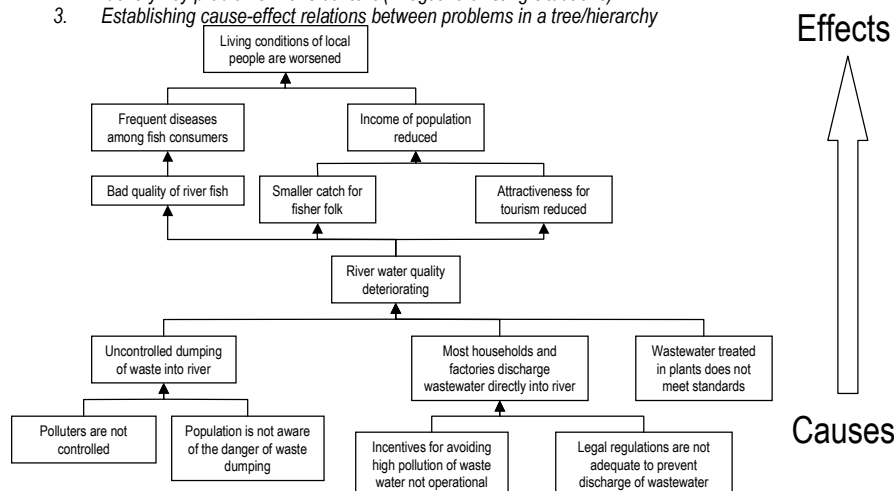 3. Establishing cause-effect relations between problems in a tree/hierarchy
Effects
Living conditions of local
people are worsened
Frequent diseases
among fish consumers
Income of population
reduced
Bad quality of river fish
Smaller catch for
fisher folk
Attractiveness for
tourism reduced
River water quality
deteriorating
Uncontrolled dumping
of waste into river
Most households and
factories discharge
wastewater directly into river
Wastewater treated
in plants does not
meet standards
Polluters are not
controlled
Population is not aware
of the danger of waste
dumping
Incentives for avoiding
high pollution of waste
water not operational
Legal regulations are not
adequate to prevent
discharge of wastewater
Causes